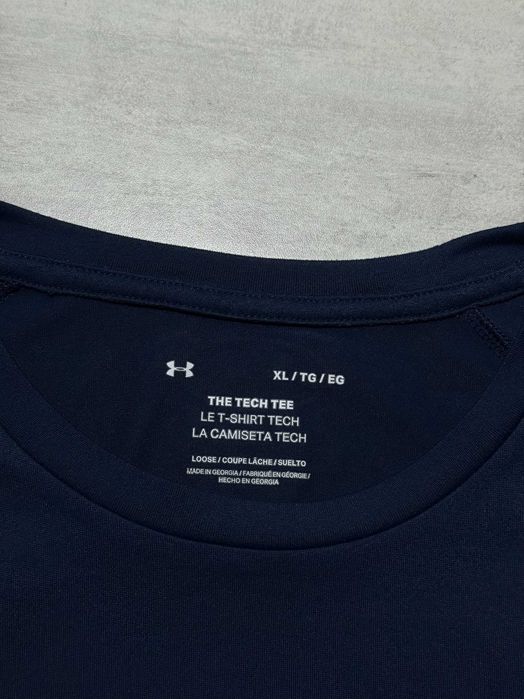 XL / TG / EG
THE TECH TEE
LE T-SHIRT TECH
LA CAMISETA TECH
LOOSE / COUPE LÂCHE / SUELTO
MADE IN GEORGIA / FABRIQUÉ EN GÉORGIE /
HECHO EN GEORGIA